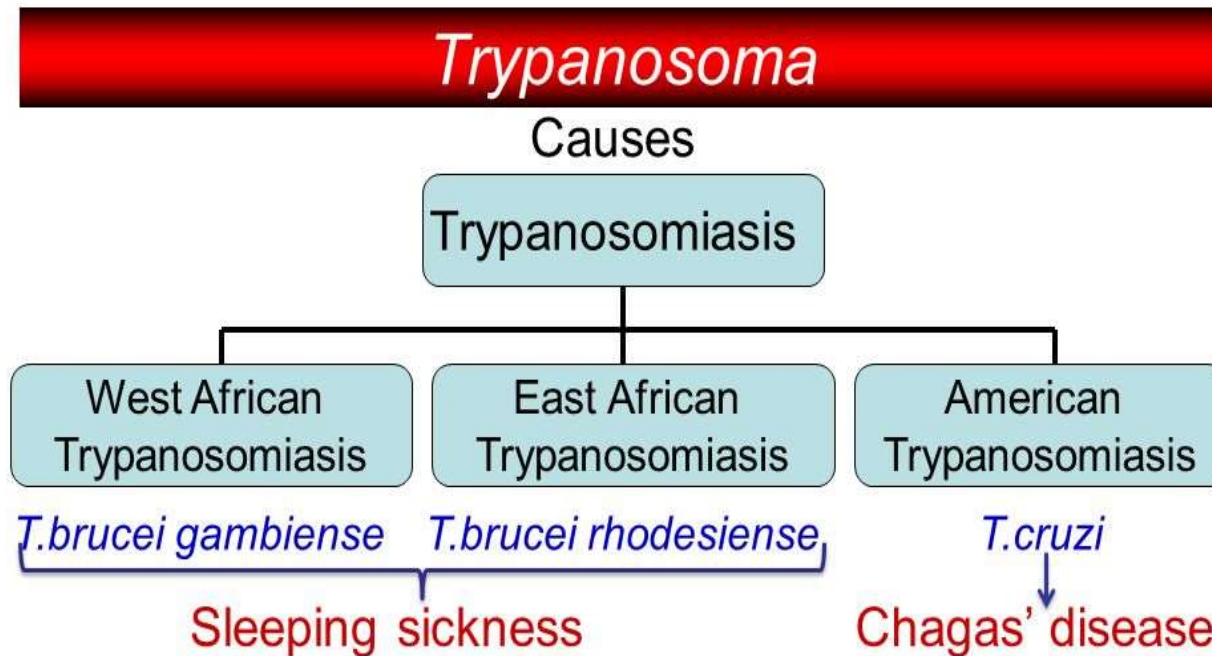 Trypanosoma
Causes
Trypanosomiasis
West African
Trypanosomiasis
East African
Trypanosomiasis
American
Trypanosomiasis
T.brucei gambiense
T.brucei rhodesiense
T.cruzi
Sleeping sickness
Chagas’ disease